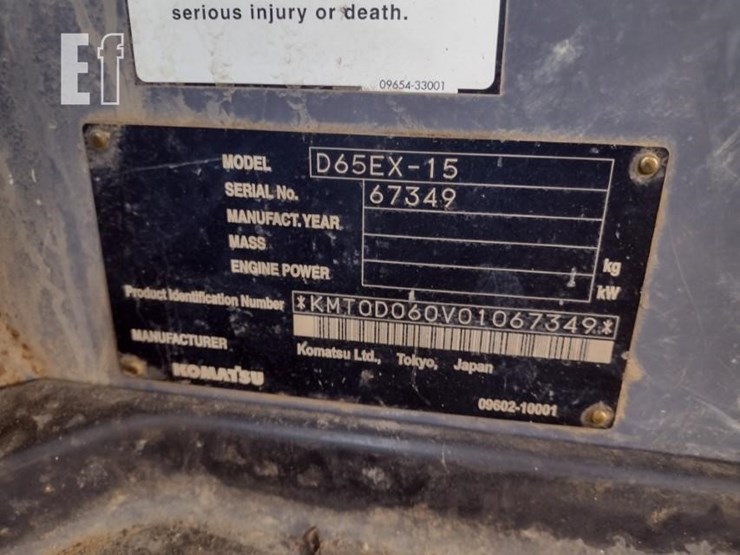 serious injury or death.
09654-33001
Ef
MODEL D65EX-15
SERIAL No. 67349
MANUFACT. YEAR
MASS kg
ENGINE POWER kW
Product Identification Number *KMT0D060V01067349*
MANUFACTURER Komatsu Ltd., Tokyo, Japan
KOMATSU
09602-10001